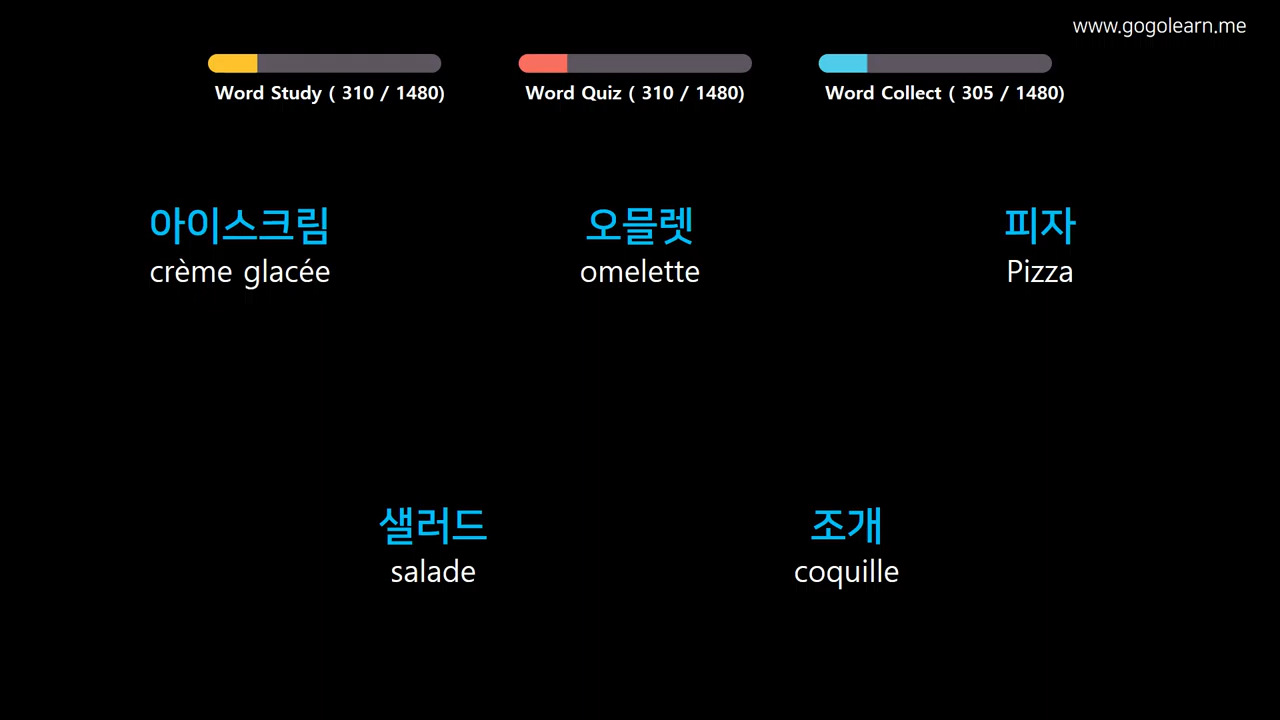 www.gogolearn.me
Word Study ( 310 / 1480)
Word Quiz ( 310 / 1480)
Word Collect ( 305 / 1480)
아이스크림
crème glacée
오믈렛
omelette
피자
Pizza
샐러드
salade
조개
coquille